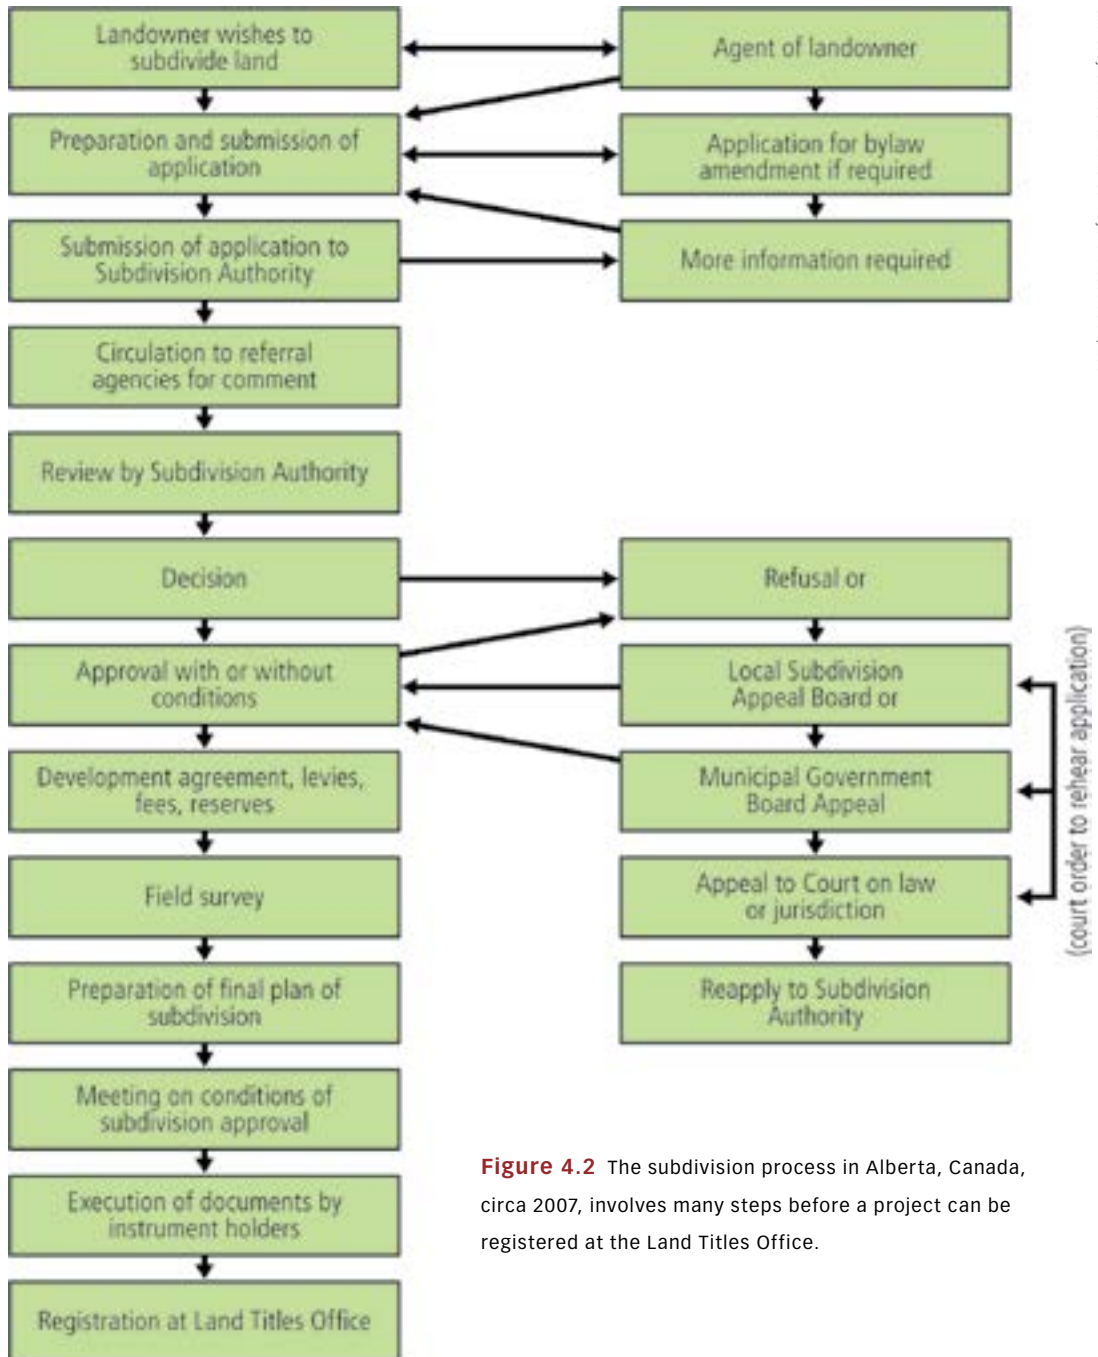 Landowner wishes to
subdivide land
Agent of landowner
Preparation and submission of
application
Application for bylaw
amendment if required
Submission of application to
Subdivision Authority
More information required
Circulation to referral
agencies for comment
Review by Subdivision Authority
Decision
Refusal or
Approval with or without
conditions
Local Subdivision
Appeal Board or
Development agreement, levies,
fees, reserves
Municipal Government
Board Appeal
(court order to rehear application)
Field survey
Appeal to Court on law
or jurisdiction
Preparation of final plan of
subdivision
Reapply to Subdivision
Authority
Meeting on conditions of
subdivision approval
Execution of documents by
instrument holders
Registration at Land Titles Office
Figure 4.2 The subdivision process in Alberta, Canada,
circa 2007, involves many steps before a project can be
registered at the Land Titles Office.